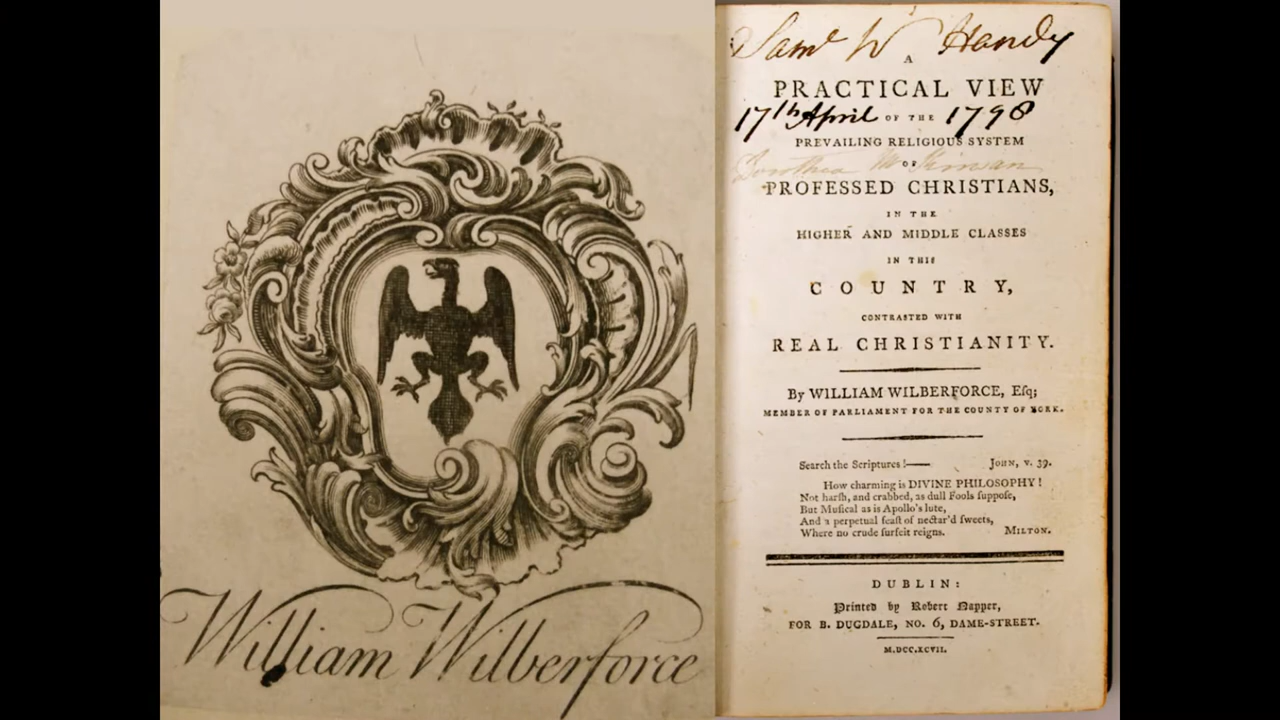 William Wilberforce
Sam^l W Handy
A
PRACTICAL VIEW
17th April OF THE 1798
PREVAILING RELIGIOUS SYSTEM
OF
Dorothea
PROFESSED CHRISTIANS,
IN THE
HIGHER AND MIDDLE CLASSES
IN THIS
COUNTRY,
CONTRASTED WITH
REAL CHRISTIANITY.
By WILLIAM WILBERFORCE, Eſq;
MEMBER OF PARLIAMENT FOR THE COUNTY OF YORK.
Search the Scriptures!— JOHN, v. 39.
How charming is DIVINE PHILOSOPHY!
Not harſh, and crabbed, as dull Fools ſuppoſe,
But Muſical as is Apollo's lute,
And a perpetual feaſt of nectar'd ſweets,
Where no crude ſurfeit reigns. MILTON.
DUBLIN:
Printed by Robert Napper,
FOR B. DUGDALE, NO. 6, DAME-STREET.
M.DCC.XCVII.